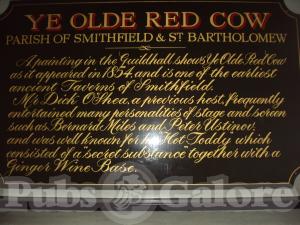 YE OLDE RED COW
PARISH OF SMITHFIELD & ST BARTHOLOMEW
A painting in the Guildhall, shows Ye Olde Red Cow
as it appeared in 1854, and is one of the earliest
ancient Taverns of Smithfield.
Mr. Dick O'Shea, a previous host, frequently
entertained many personalities of stage and screen
such as Bernard Miles and Peter Ustinov,
and was well known for his Hot Toddy which
consisted of a "secret substance" together with a
Ginger Wine Base.
Pubs Galore